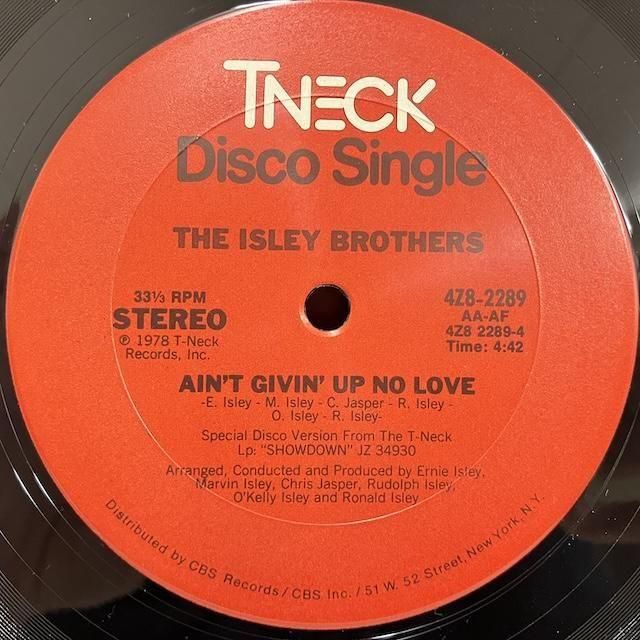 TNECK
Disco Single
THE ISLEY BROTHERS
33⅓ RPM
STEREO
℗ 1978 T-Neck
Records, Inc.
4Z8-2289
AA-AF
4Z8 2289-4
Time: 4:42
AIN'T GIVIN' UP NO LOVE
-E. Isley - M. Isley - C. Jasper - R. Isley -
O. Isley - R. Isley-
Special Disco Version From The T-Neck
Lp: "SHOWDOWN" JZ 34930
Arranged, Conducted and Produced by Ernie Isley,
Marvin Isley, Chris Jasper, Rudolph Isley,
O'Kelly Isley and Ronald Isley
Distributed by CBS Records / CBS Inc. / 51 W. 52 Street, New York, N.Y.